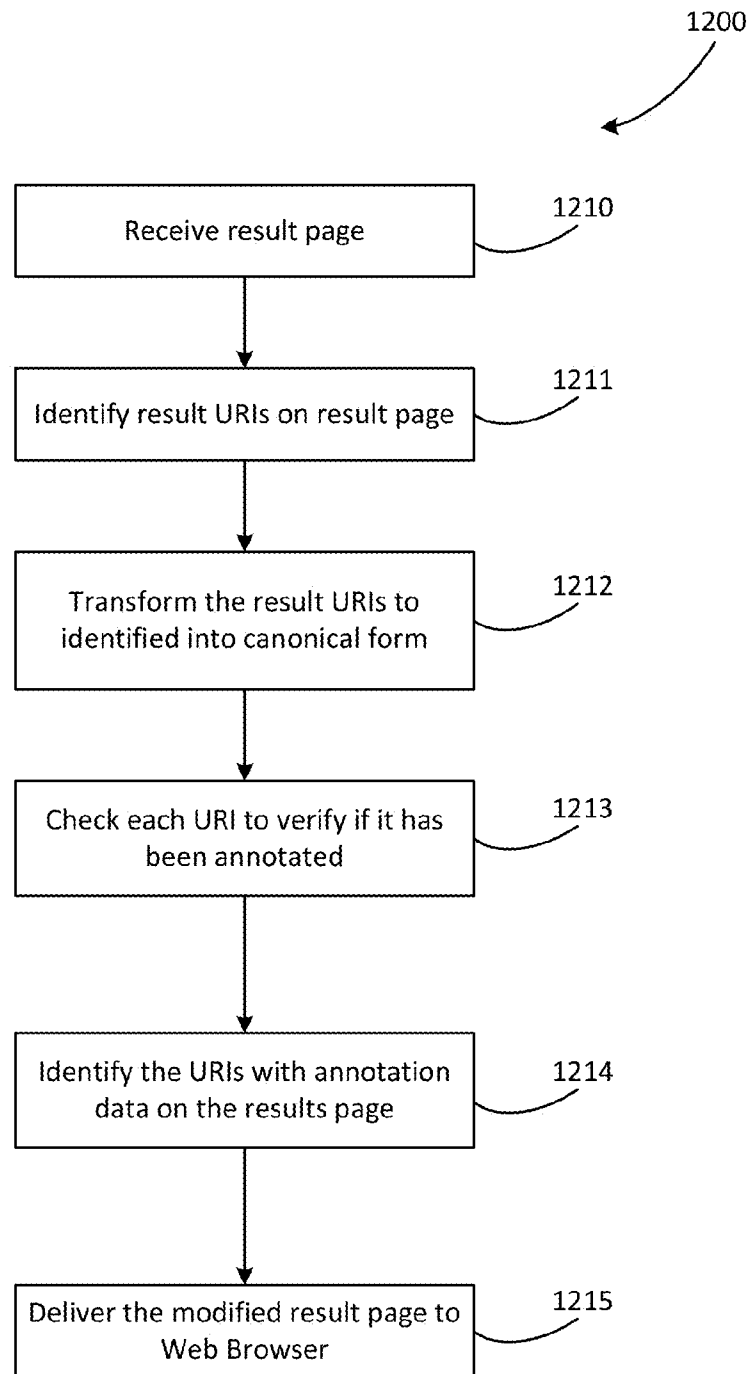 1200
Receive result page
1210
Identify result URIs on result page
1211
Transform the result URIs to
identified into canonical form
1212
Check each URI to verify if it has
been annotated
1213
Identify the URIs with annotation
data on the results page
1214
Deliver the modified result page to
Web Browser
1215